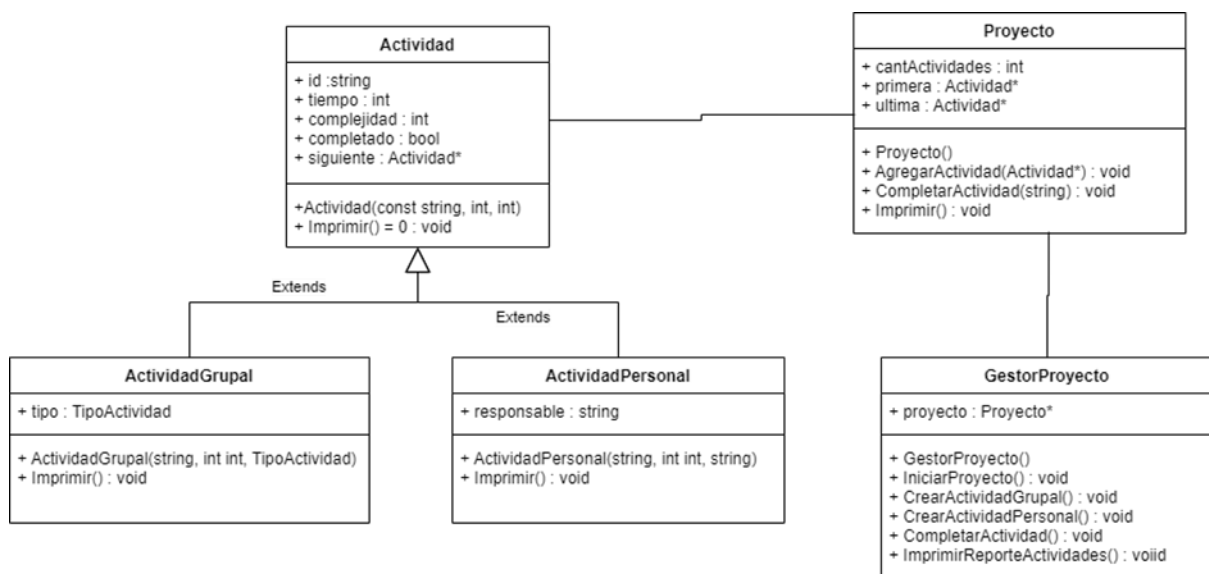 Actividad
+ id :string
+ tiempo : int
+ complejidad : int
+ completado : bool
+ siguiente : Actividad*
+Actividad(const string, int, int)
+ Imprimir() = 0 : void
Proyecto
+ cantActividades : int
+ primera : Actividad*
+ ultima : Actividad*
+ Proyecto()
+ AgregarActividad(Actividad*) : void
+ CompletarActividad(string) : void
+ Imprimir() : void
Extends
Extends
ActividadGrupal
+ tipo : TipoActividad
+ ActividadGrupal(string, int int, TipoActividad)
+ Imprimir() : void
ActividadPersonal
+ responsable : string
+ ActividadPersonal(string, int int, string)
+ Imprimir() : void
GestorProyecto
+ proyecto : Proyecto*
+ GestorProyecto()
+ IniciarProyecto() : void
+ CrearActividadGrupal() : void
+ CrearActividadPersonal() : void
+ CompletarActividad() : void
+ ImprimirReporteActividades() : voiid